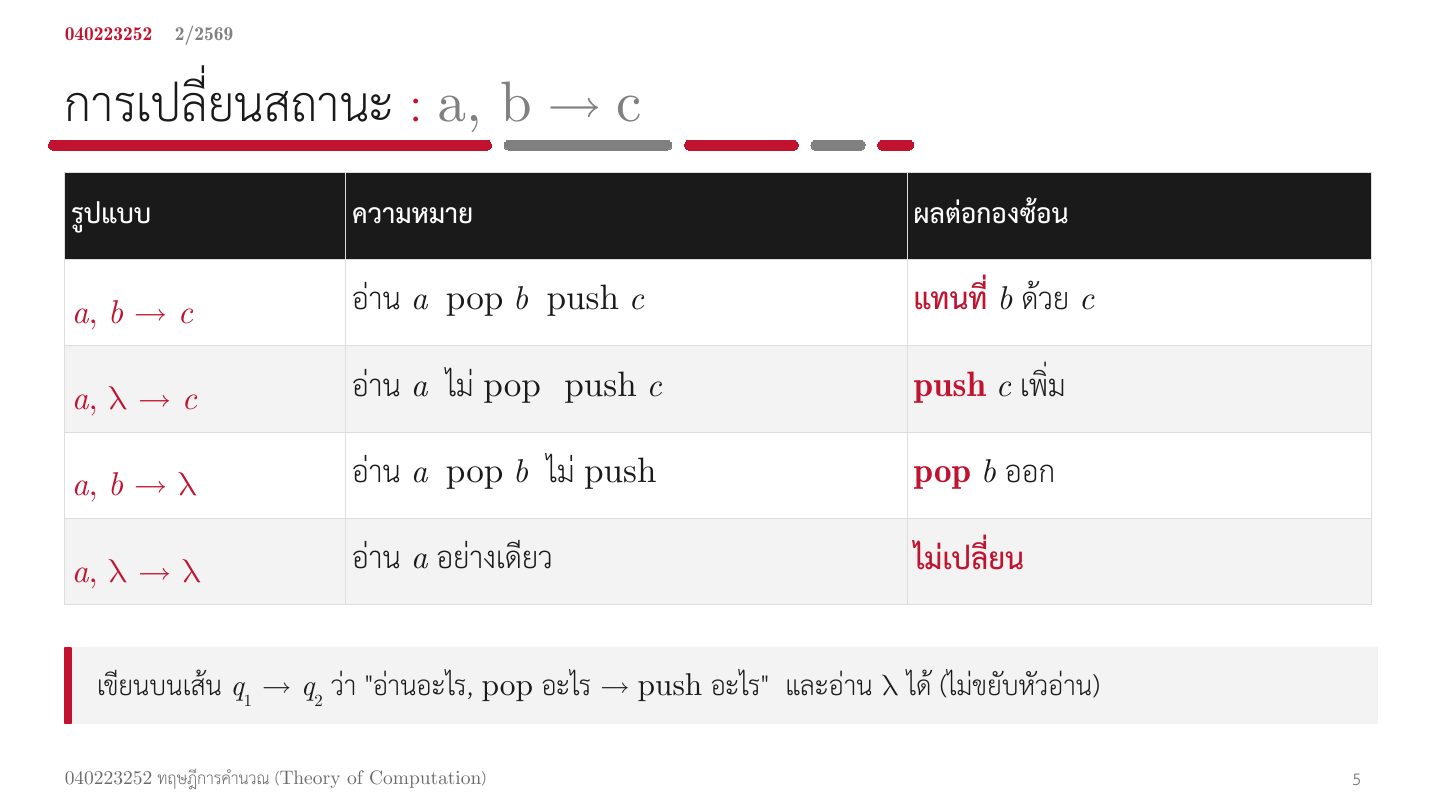 040223252 2/2569
การเปลี่ยนสถานะ : a, b → c
รูปแบบ ความหมาย ผลต่อกองซ้อน
a, b → c อ่าน a pop b push c แทนที่ b ด้วย c
a, λ → c อ่าน a ไม่ pop push c push c เพิ่ม
a, b → λ อ่าน a pop b ไม่ push pop b ออก
a, λ → λ อ่าน a อย่างเดียว ไม่เปลี่ยน
เขียนบนเส้น q₁ → q₂ ว่า "อ่านอะไร, pop อะไร → push อะไร" และอ่าน λ ได้ (ไม่ขยับหัวอ่าน)
040223252 ทฤษฎีการคำนวณ (Theory of Computation) 5